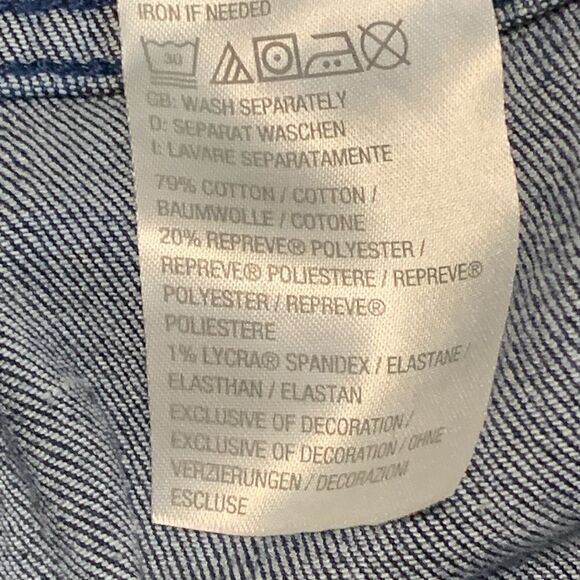 IRON IF NEEDED
30
GB: WASH SEPARATELY
D: SEPARAT WASCHEN
I: LAVARE SEPARATAMENTE
79% COTTON / COTTON /
BAUMWOLLE / COTONE
20% REPREVE® POLYESTER /
REPREVE® POLIESTERE / REPREVE®
POLYESTER / REPREVE®
POLIESTERE
1% LYCRA® SPANDEX / ELASTANE /
ELASTHAN / ELASTAN
EXCLUSIVE OF DECORATION /
EXCLUSIVE OF DECORATION / OHNE
VERZIERUNGEN / DECORAZIONI
ESCLUSE